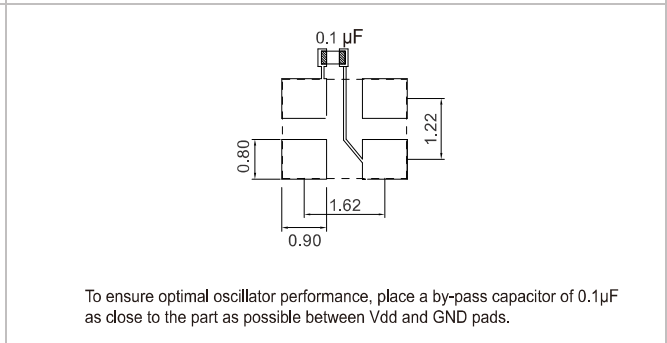 0.1 µF
1.22
0.80
1.62
0.90
To ensure optimal oscillator performance, place a by-pass capacitor of 0.1µF
as close to the part as possible between Vdd and GND pads.